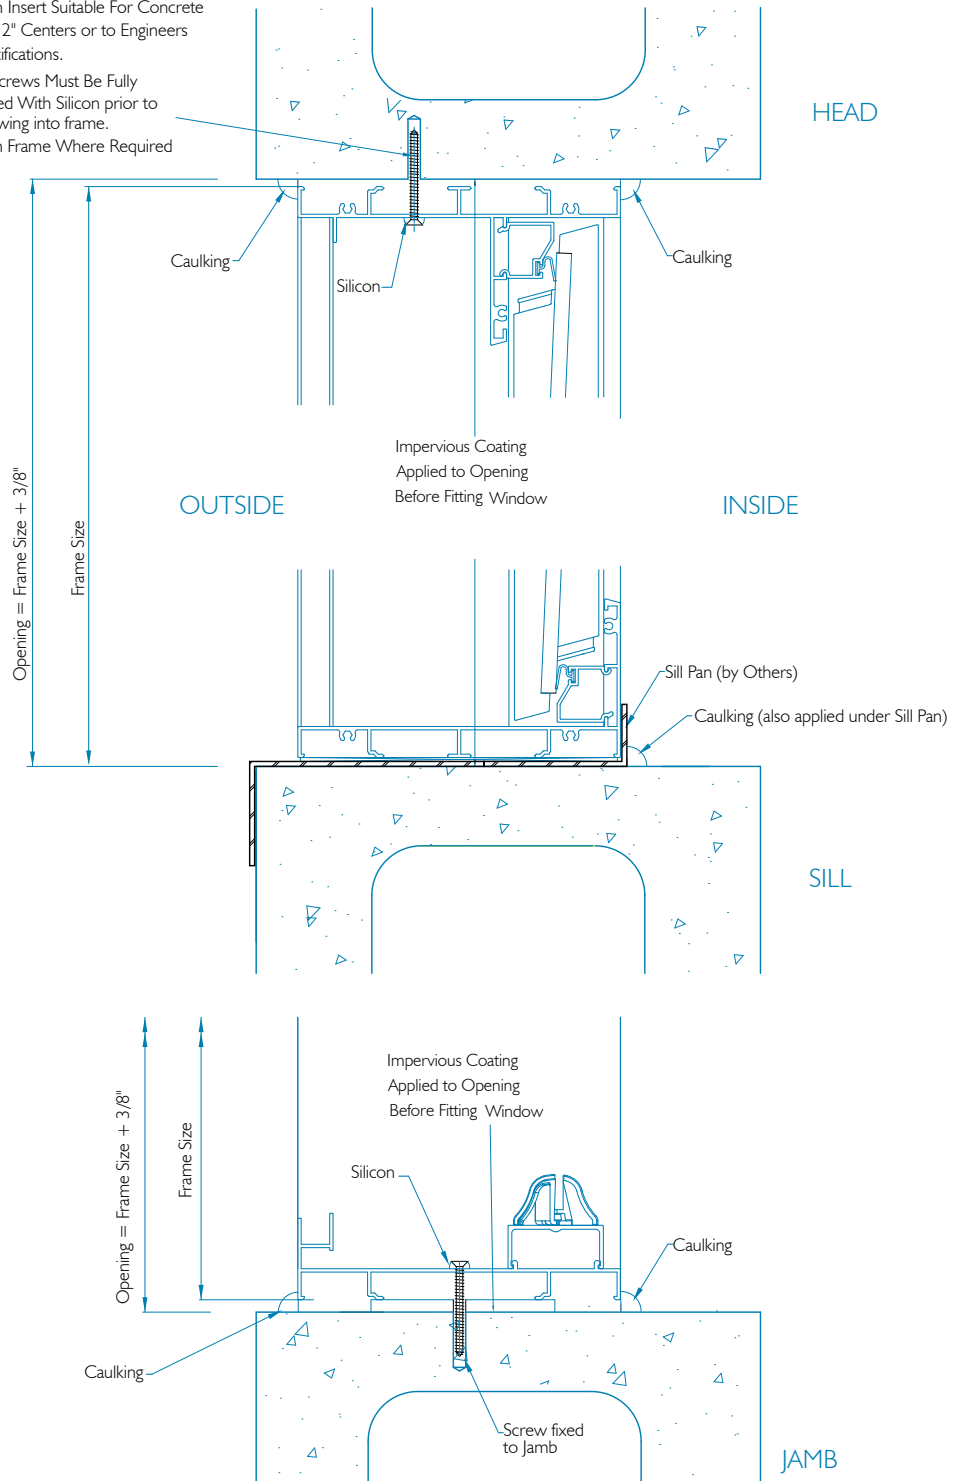 Insert Suitable For Concrete
2" Centers or to Engineers
crews Must Be Fully
With Silicon prior to
into frame.
Frame Where Required
HEAD
Caulking
Silicon
Caulking
Impervious Coating
Applied to Opening
Before Fitting Window
OUTSIDE
INSIDE
Opening = Frame Size + 3/8"
Frame Size
Sill Pan (by Others)
Caulking (also applied under Sill Pan)
SILL
Impervious Coating
Applied to Opening
Before Fitting Window
Opening = Frame Size + 3/8"
Frame Size
Silicon
Caulking
Caulking
Screw fixed
to Jamb
JAMB